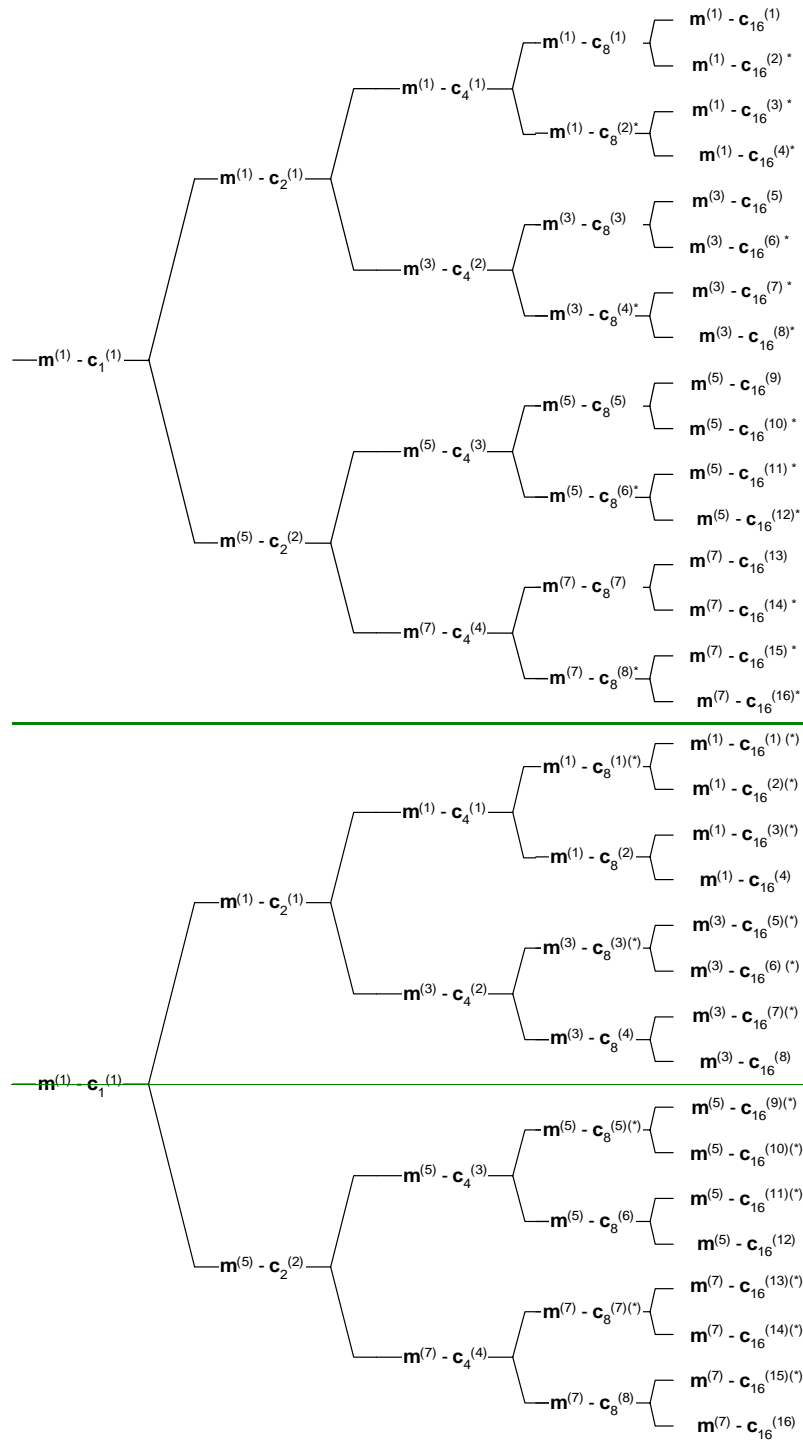 m(1) - c16(1)
m(1) - c8(1)
m(1) - c16(2) *
m(1) - c4(1)
m(1) - c16(3) *
m(1) - c8(2)*
m(1) - c16(4)*
m(1) - c2(1)
m(3) - c16(5)
m(3) - c8(3)
m(3) - c16(6) *
m(3) - c4(2)
m(3) - c16(7) *
m(3) - c8(4)*
m(3) - c16(8)*
m(1) - c1(1)
m(5) - c16(9)
m(5) - c8(5)
m(5) - c16(10) *
m(5) - c4(3)
m(5) - c16(11) *
m(5) - c8(6)*
m(5) - c16(12)*
m(5) - c2(2)
m(7) - c16(13)
m(7) - c8(7)
m(7) - c16(14) *
m(7) - c4(4)
m(7) - c16(15) *
m(7) - c8(8)*
m(7) - c16(16)*
m(1) - c16(1) (*)
m(1) - c8(1)(*)
m(1) - c16(2)(*)
m(1) - c4(1)
m(1) - c16(3)(*)
m(1) - c8(2)
m(1) - c16(4)
m(1) - c2(1)
m(3) - c16(5)(*)
m(3) - c8(3)(*)
m(3) - c16(6) (*)
m(3) - c4(2)
m(3) - c16(7)(*)
m(3) - c8(4)
m(3) - c16(8)
m(1) - c1(1)
m(5) - c16(9)(*)
m(5) - c8(5)(*)
m(5) - c16(10)(*)
m(5) - c4(3)
m(5) - c16(11)(*)
m(5) - c8(6)
m(5) - c16(12)
m(5) - c2(2)
m(7) - c16(13)(*)
m(7) - c8(7)(*)
m(7) - c16(14)(*)
m(7) - c4(4)
m(7) - c16(15)(*)
m(7) - c8(8)
m(7) - c16(16)